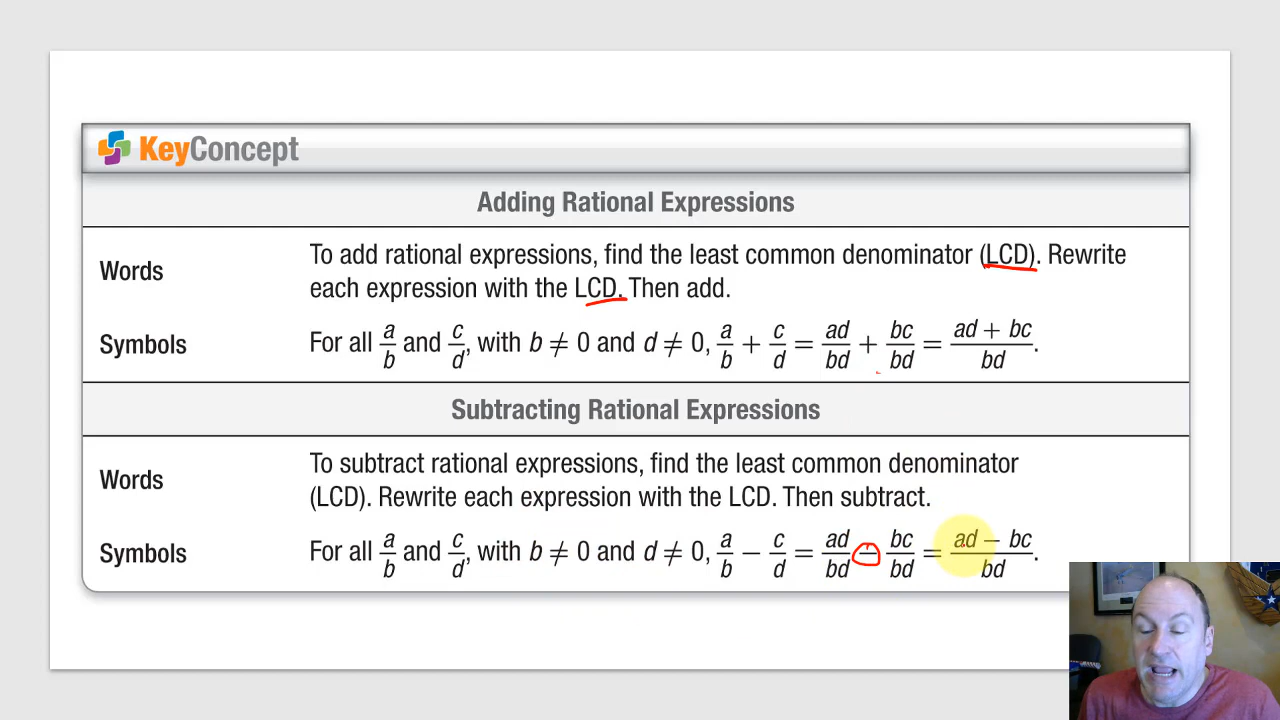 KeyConcept
Adding Rational Expressions
Words
To add rational expressions, find the least common denominator (LCD). Rewrite
each expression with the LCD. Then add.
Symbols
For all a/b and c/d, with b ≠ 0 and d ≠ 0, a/b + c/d = ad/bd + bc/bd = (ad + bc)/bd.
Subtracting Rational Expressions
Words
To subtract rational expressions, find the least common denominator
(LCD). Rewrite each expression with the LCD. Then subtract.
Symbols
For all a/b and c/d, with b ≠ 0 and d ≠ 0, a/b − c/d = ad/bd − bc/bd = (ad − bc)/bd.